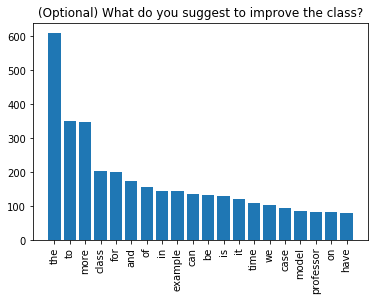 (Optional) What do you suggest to improve the class?
600
500
400
300
200
100
0
the
to
more
class
for
and
of
in
example
can
be
is
it
time
we
case
model
professor
on
have